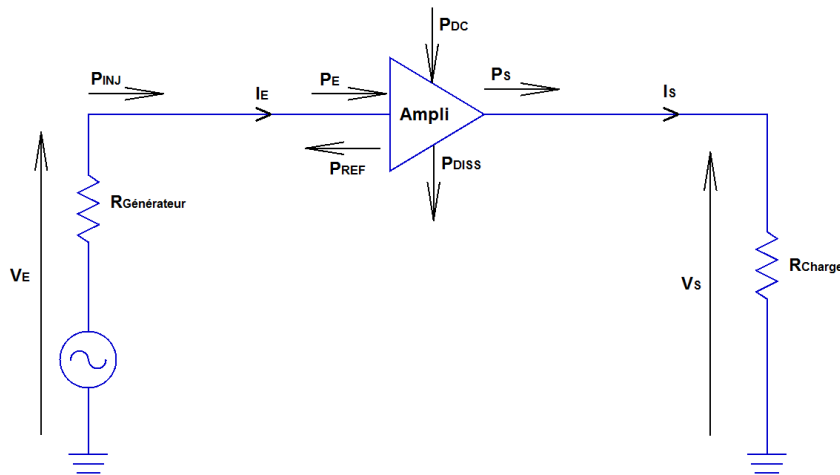 PDC
PINJ
IE
PE
PS
IS
Ampli
PREF
PDISS
RGénérateur
VE
VS
RCharge